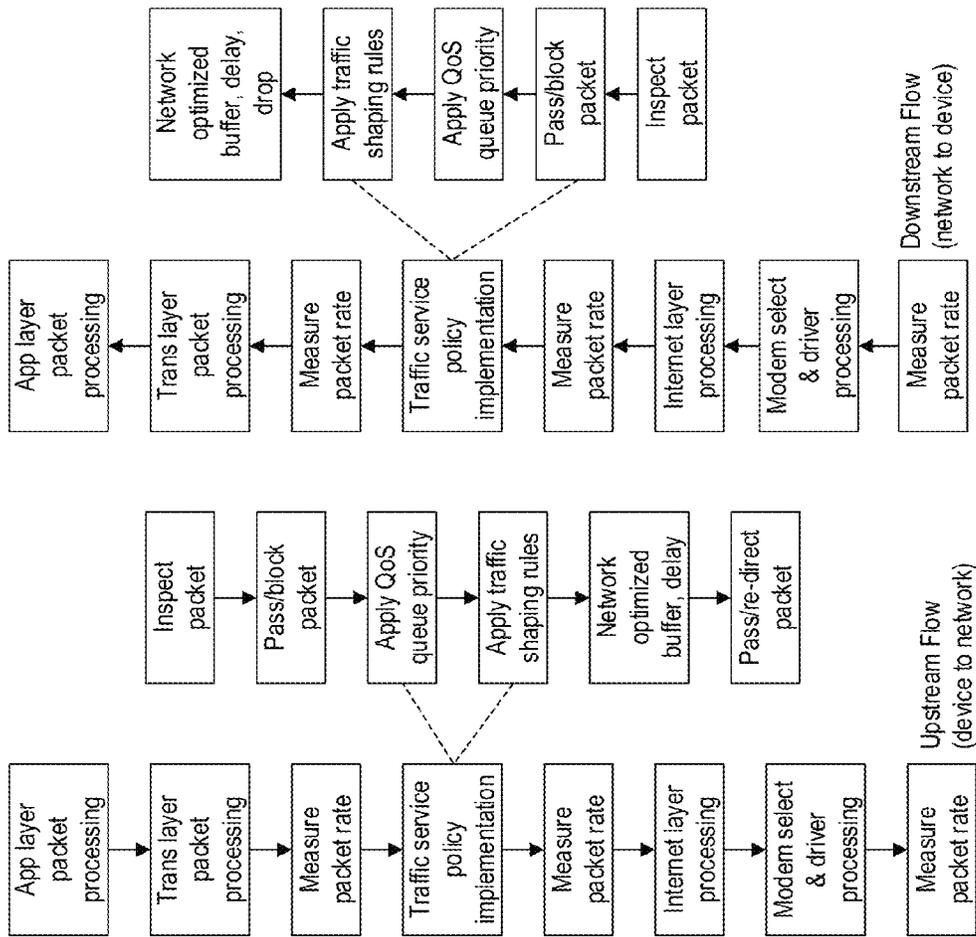 App layer
packet
processing
Trans layer
packet
processing
Measure
packet rate
Traffic service
policy
implementation
Measure
packet rate
Internet layer
processing
Modem select
& driver
processing
Measure
packet rate
Inspect
packet
Pass/block
packet
Apply QoS
queue priority
Apply traffic
shaping rules
Network
optimized
buffer, delay
Pass/re-direct
packet
Upstream Flow
(device to network)
App layer
packet
processing
Trans layer
packet
processing
Measure
packet rate
Traffic service
policy
implementation
Measure
packet rate
Internet layer
processing
Modem select
& driver
processing
Measure
packet rate
Network
optimized
buffer, delay,
drop
Apply traffic
shaping rules
Apply QoS
queue priority
Pass/block
packet
Inspect
packet
Downstream Flow
(network to device)